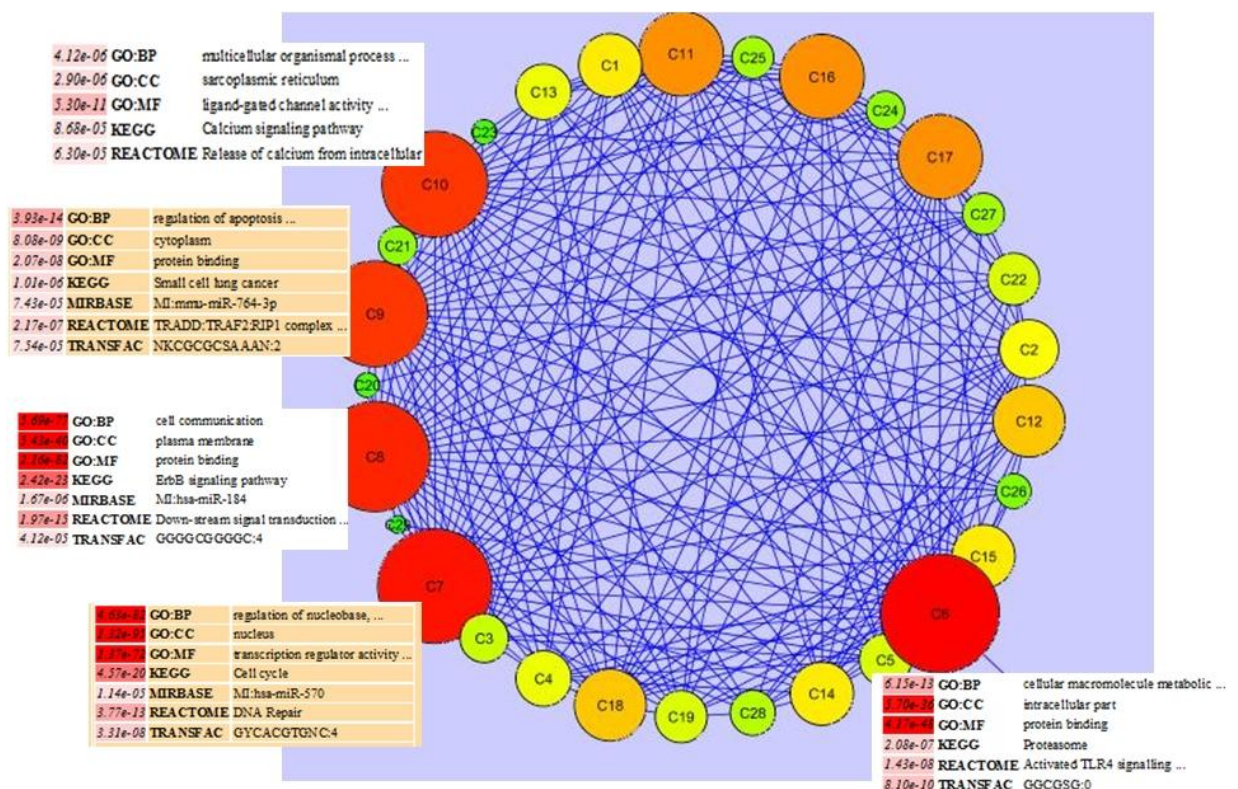 4.12e-06 GO:BP multicellular organismal process ...
2.90e-06 GO:CC sarcoplasmic reticulum
5.30e-11 GO:MF ligand-gated channel activity ...
8.68e-05 KEGG Calcium signaling pathway
6.30e-05 REACTOME Release of calcium from intracellular
3.93e-14 GO:BP regulation of apoptosis ...
8.08e-09 GO:CC cytoplasm
2.07e-08 GO:MF protein binding
1.01e-06 KEGG Small cell lung cancer
7.43e-05 MIRBASE MI:mmu-miR-764-3p
2.17e-07 REACTOME TRADD:TRAF2:RIP1 complex ...
7.54e-05 TRANSFAC NKCGCGCSAAAN:2
GO:BP cell communication
GO:CC plasma membrane
GO:MF protein binding
2.42e-23 KEGG ErbB signaling pathway
1.67e-06 MIRBASE MI:hsa-miR-184
1.97e-15 REACTOME Down-stream signal transduction ...
4.12e-05 TRANSFAC GGGGCGGGGC:4
GO:BP regulation of nucleobase, ...
GO:CC nucleus
GO:MF transcription regulator activity ...
4.57e-20 KEGG Cell cycle
1.14e-05 MIRBASE MI:hsa-miR-570
3.77e-13 REACTOME DNA Repair
3.31e-08 TRANSFAC GYCACGTGNC:4
C11
C25
C16
C24
C17
C27
C22
C2
C12
C26
C15
C6
C5
C14
C28
C19
C18
C4
C3
C7
C8
C20
C9
C21
C10
C23
C13
C1
6.15e-13 GO:BP cellular macromolecule metabolic ...
5.70e-36 GO:CC intracellular part
4.17e-48 GO:MF protein binding
2.08e-07 KEGG Proteasome
1.43e-08 REACTOME Activated TLR4 signalling ...
8.10e-10 TRANSFAC GGCGSG:0